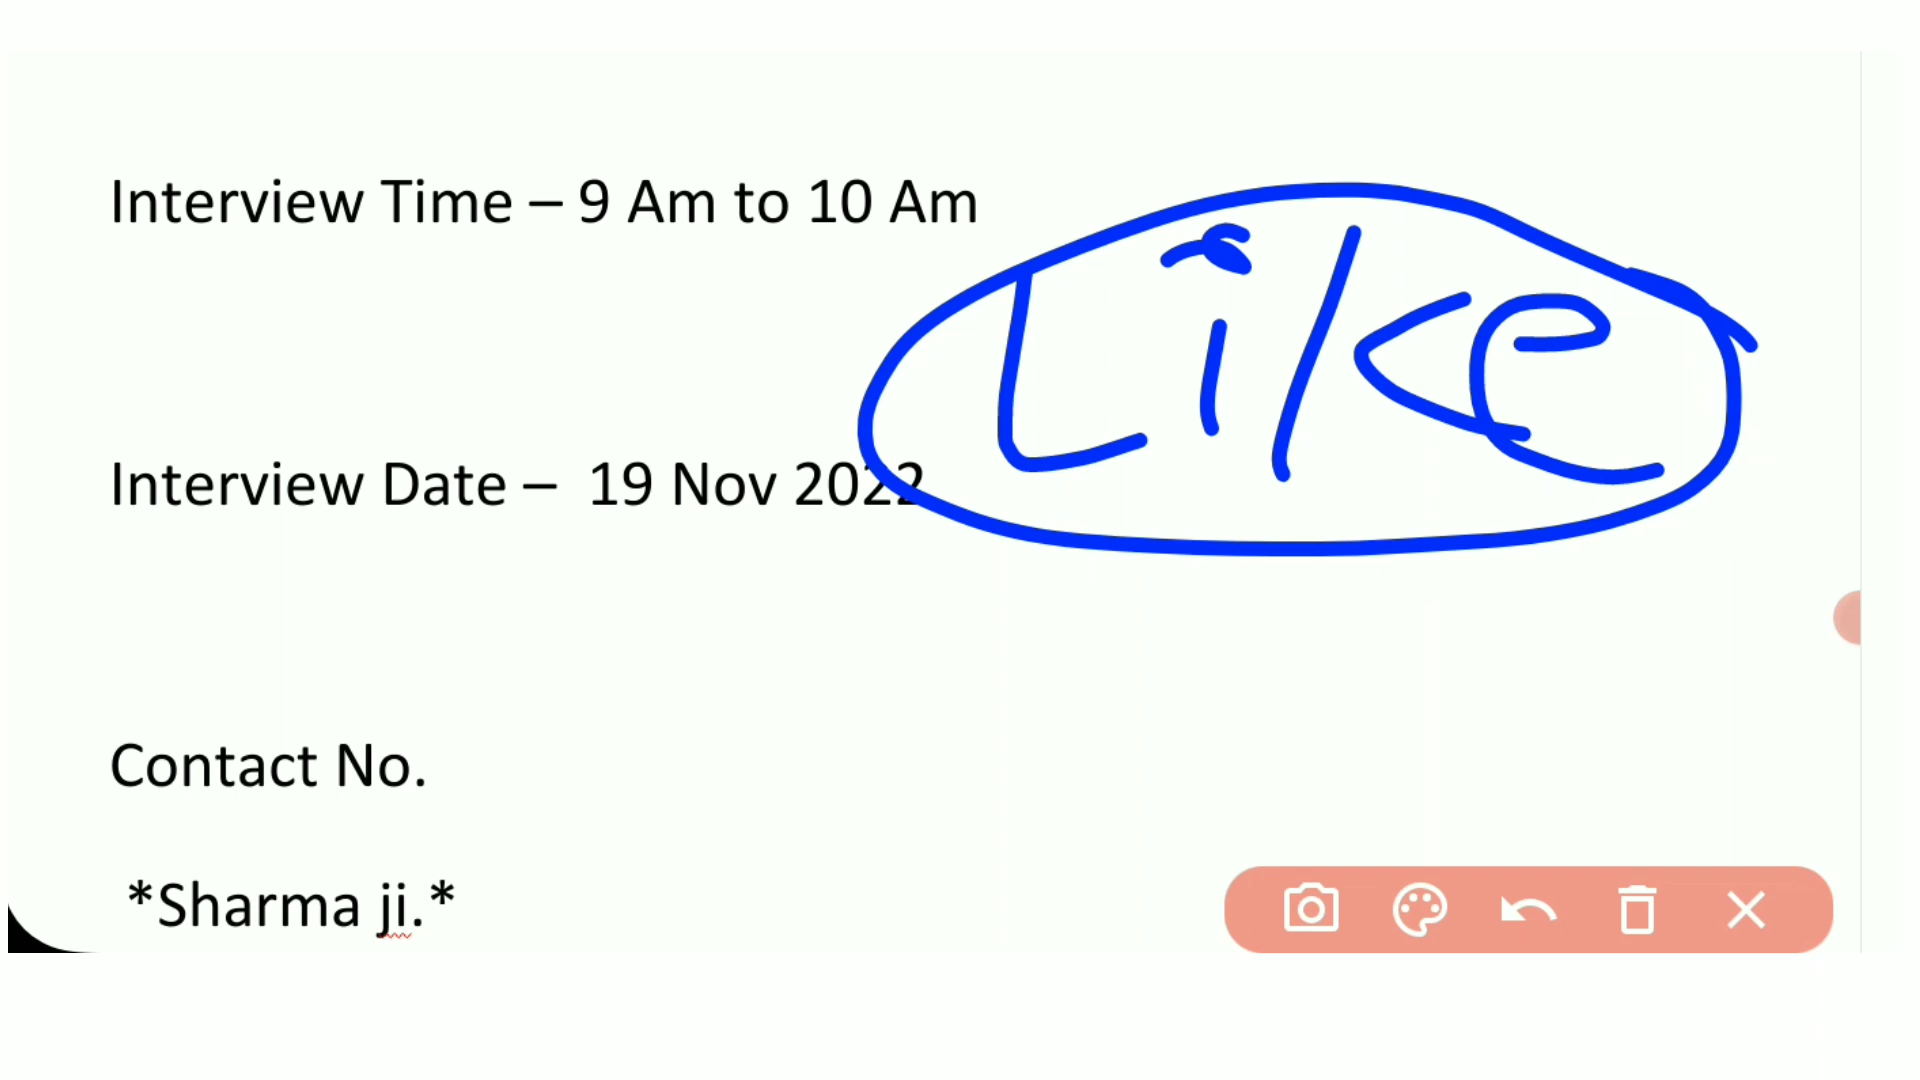 Interview Time – 9 Am to 10 Am
Like
Interview Date – 19 Nov 2022
Contact No.
*Sharma ji.*